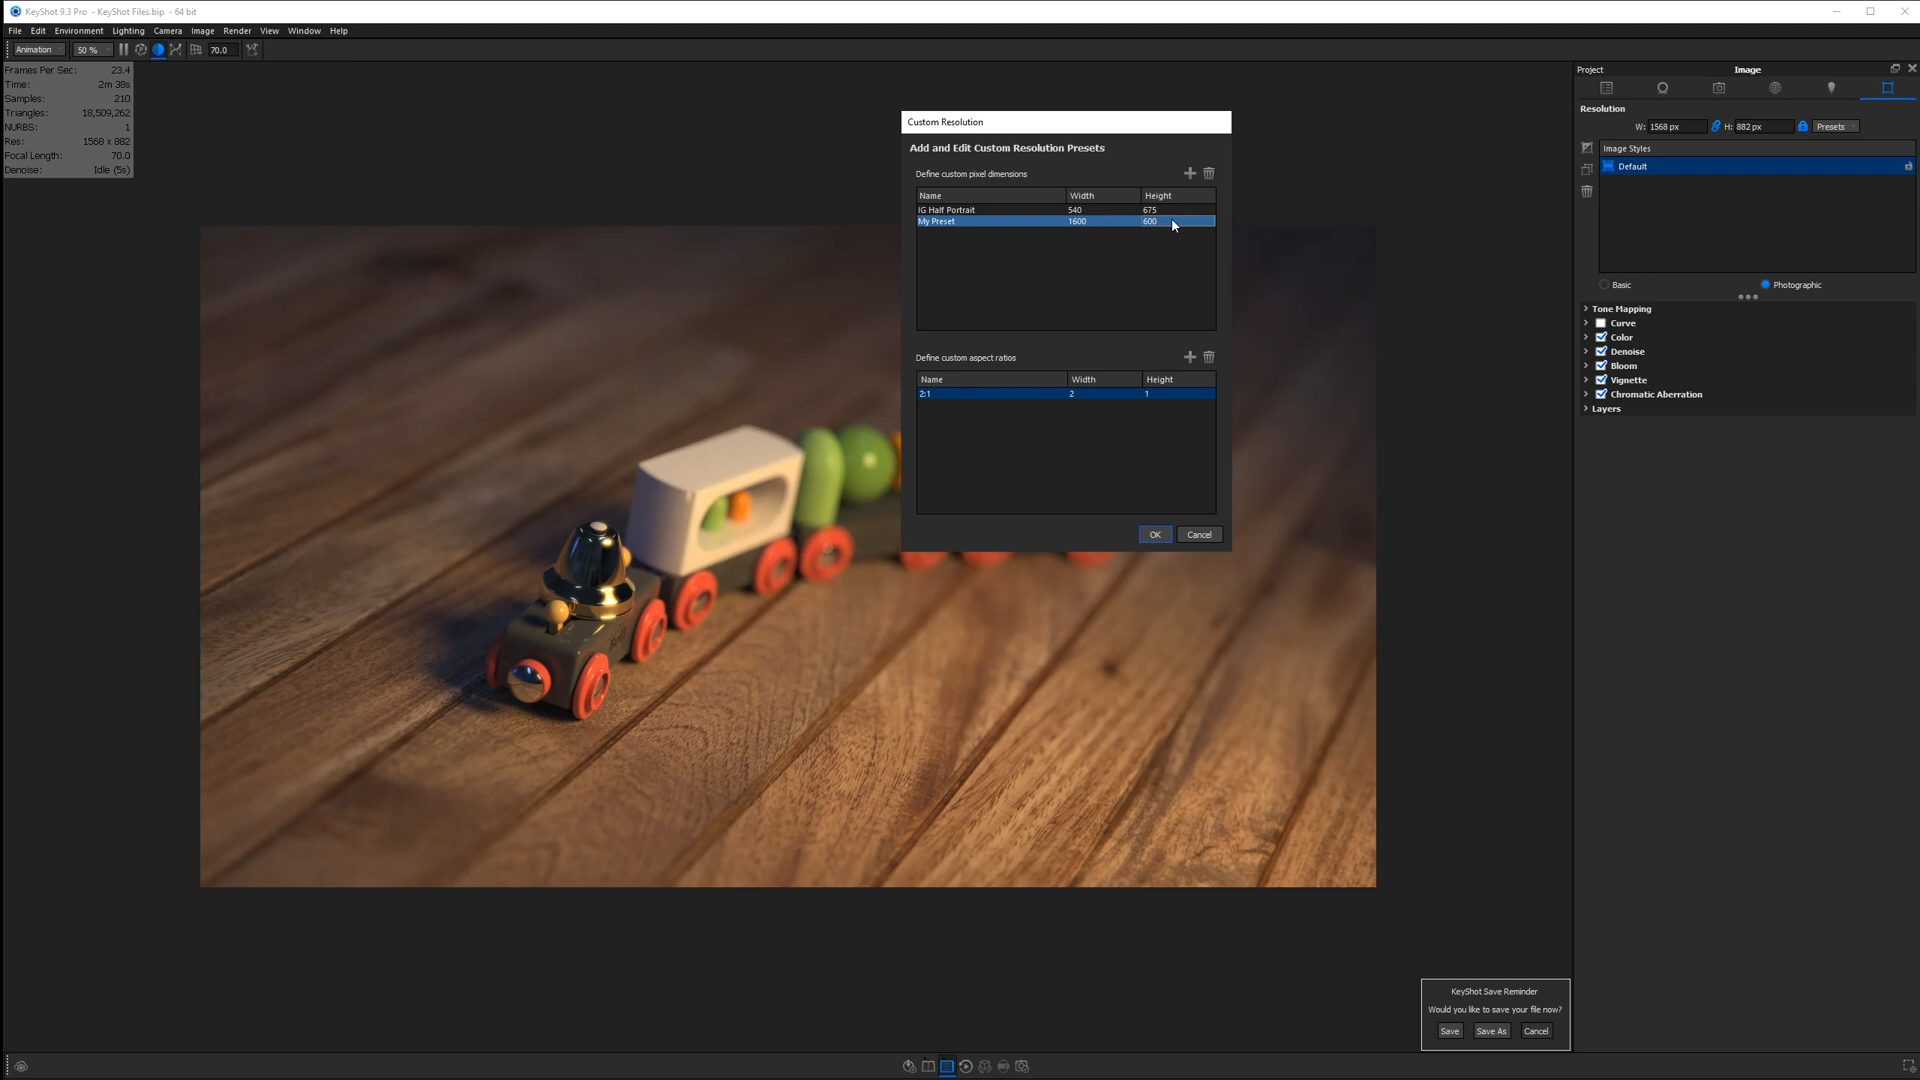 KeyShot 9.3 Pro - KeyShot Files.bip - 64 bit
File Edit Environment Lighting Camera Image Render View Window Help
Animation 50 % 70.0
Frames Per Sec: 23.4
Time: 2m 38s
Samples: 210
Triangles: 18,509,262
NURBS: 1
Res: 1568 x 882
Focal Length: 70.0
Denoise: Idle (5s)
Custom Resolution
Add and Edit Custom Resolution Presets
Define custom pixel dimensions
Name Width Height
IG Half Portrait 540 675
My Preset 1600 600
Define custom aspect ratios
Name Width Height
2:1 2 1
OK Cancel
Project Image
Resolution
W: 1568 px H: 882 px Presets
Image Styles
Default
Basic Photographic
Tone Mapping
Curve
Color
Denoise
Bloom
Vignette
Chromatic Aberration
Layers
KeyShot Save Reminder
Would you like to save your file now?
Save Save As Cancel